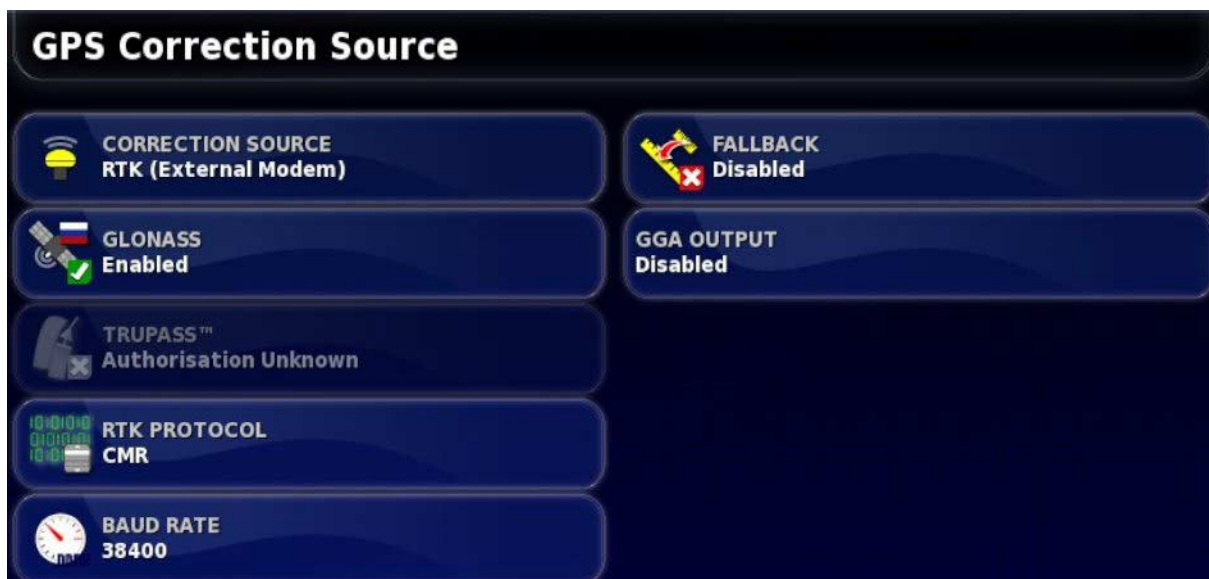 GPS Correction Source
CORRECTION SOURCE
RTK (External Modem)
GLONASS
Enabled
TRUPASS™
Authorisation Unknown
RTK PROTOCOL
CMR
BAUD RATE
38400
FALLBACK
Disabled
GGA OUTPUT
Disabled